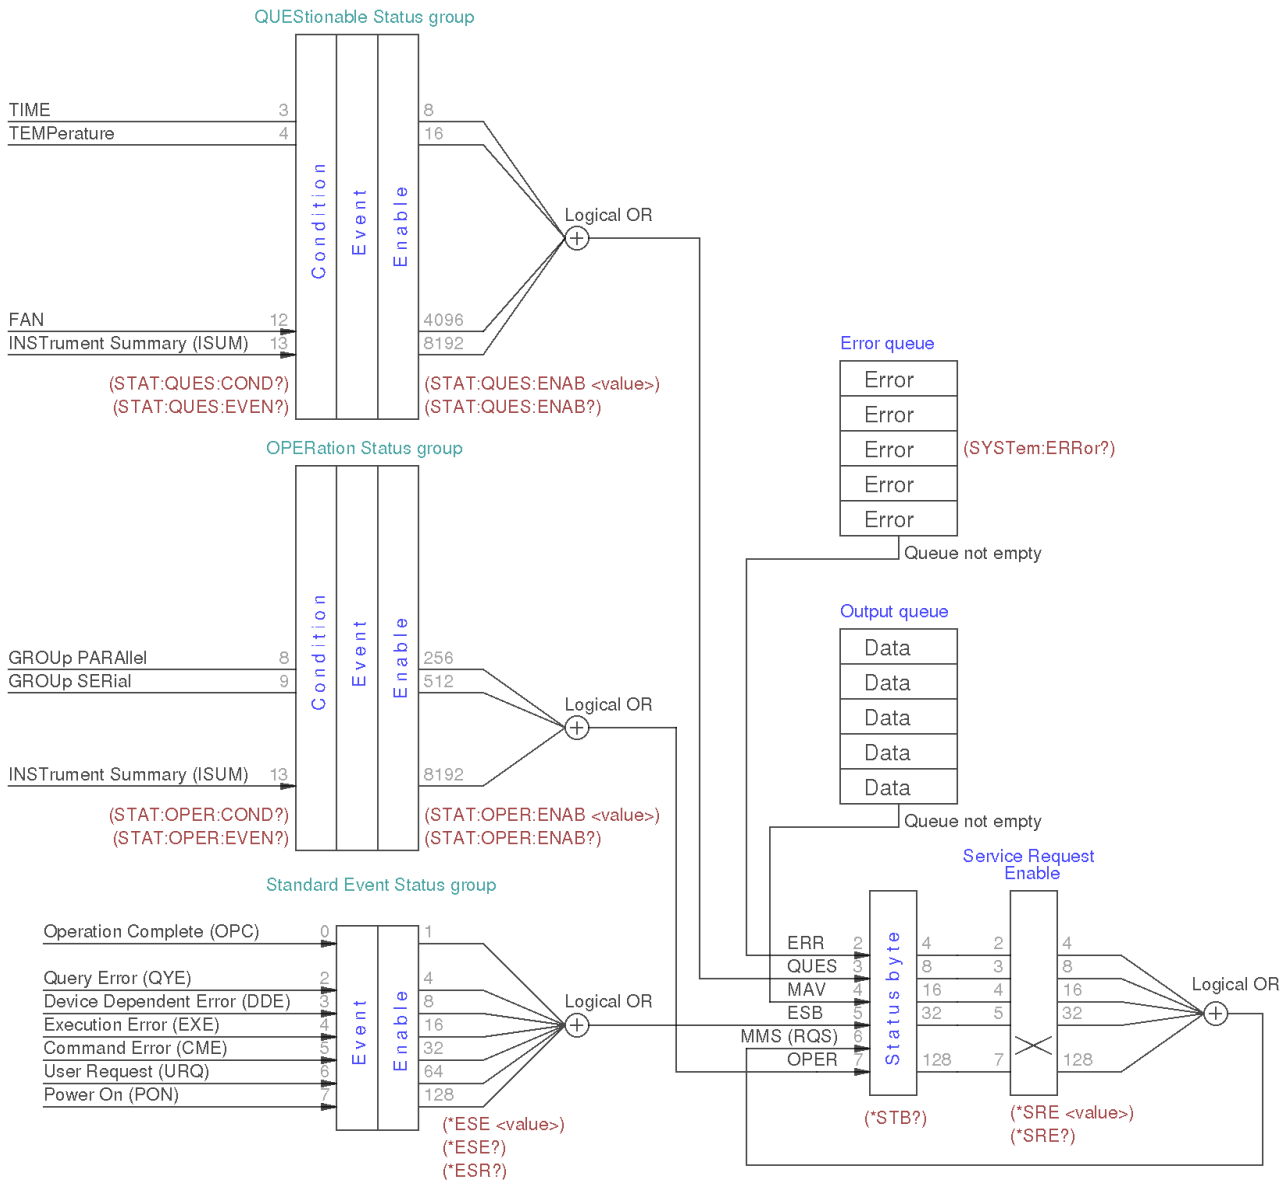 QUEStionable Status group
TIME 3 8
TEMPerature 4 16
Condition
Event
Enable
Logical OR
FAN 12 4096
INSTrument Summary (ISUM) 13 8192
(STAT:QUES:COND?) (STAT:QUES:ENAB <value>)
(STAT:QUES:EVEN?) (STAT:QUES:ENAB?)
Error queue
Error
Error
Error (SYSTem:ERRor?)
Error
Error
Queue not empty
OPERation Status group
Condition
Event
Enable
GROUp PARAllel 8 256
GROUp SERial 9 512
Logical OR
INSTrument Summary (ISUM) 13 8192
(STAT:OPER:COND?) (STAT:OPER:ENAB <value>)
(STAT:OPER:EVEN?) (STAT:OPER:ENAB?)
Output queue
Data
Data
Data
Data
Data
Queue not empty
Standard Event Status group
Operation Complete (OPC) 0 1
Query Error (QYE) 2 4
Device Dependent Error (DDE) 3 8
Execution Error (EXE) 4 16
Command Error (CME) 5 32
User Request (URQ) 6 64
Power On (PON) 7 128
Event
Enable
Logical OR
(*ESE <value>)
(*ESE?)
(*ESR?)
Service Request
Enable
ERR 2 4 2 4
QUES 3 8 3 8
MAV 4 16 4 16
ESB 5 32 5 32
MMS (RQS) 6
OPER 7 128 7 128
Status byte
Logical OR
(*STB?)
(*SRE <value>)
(*SRE?)